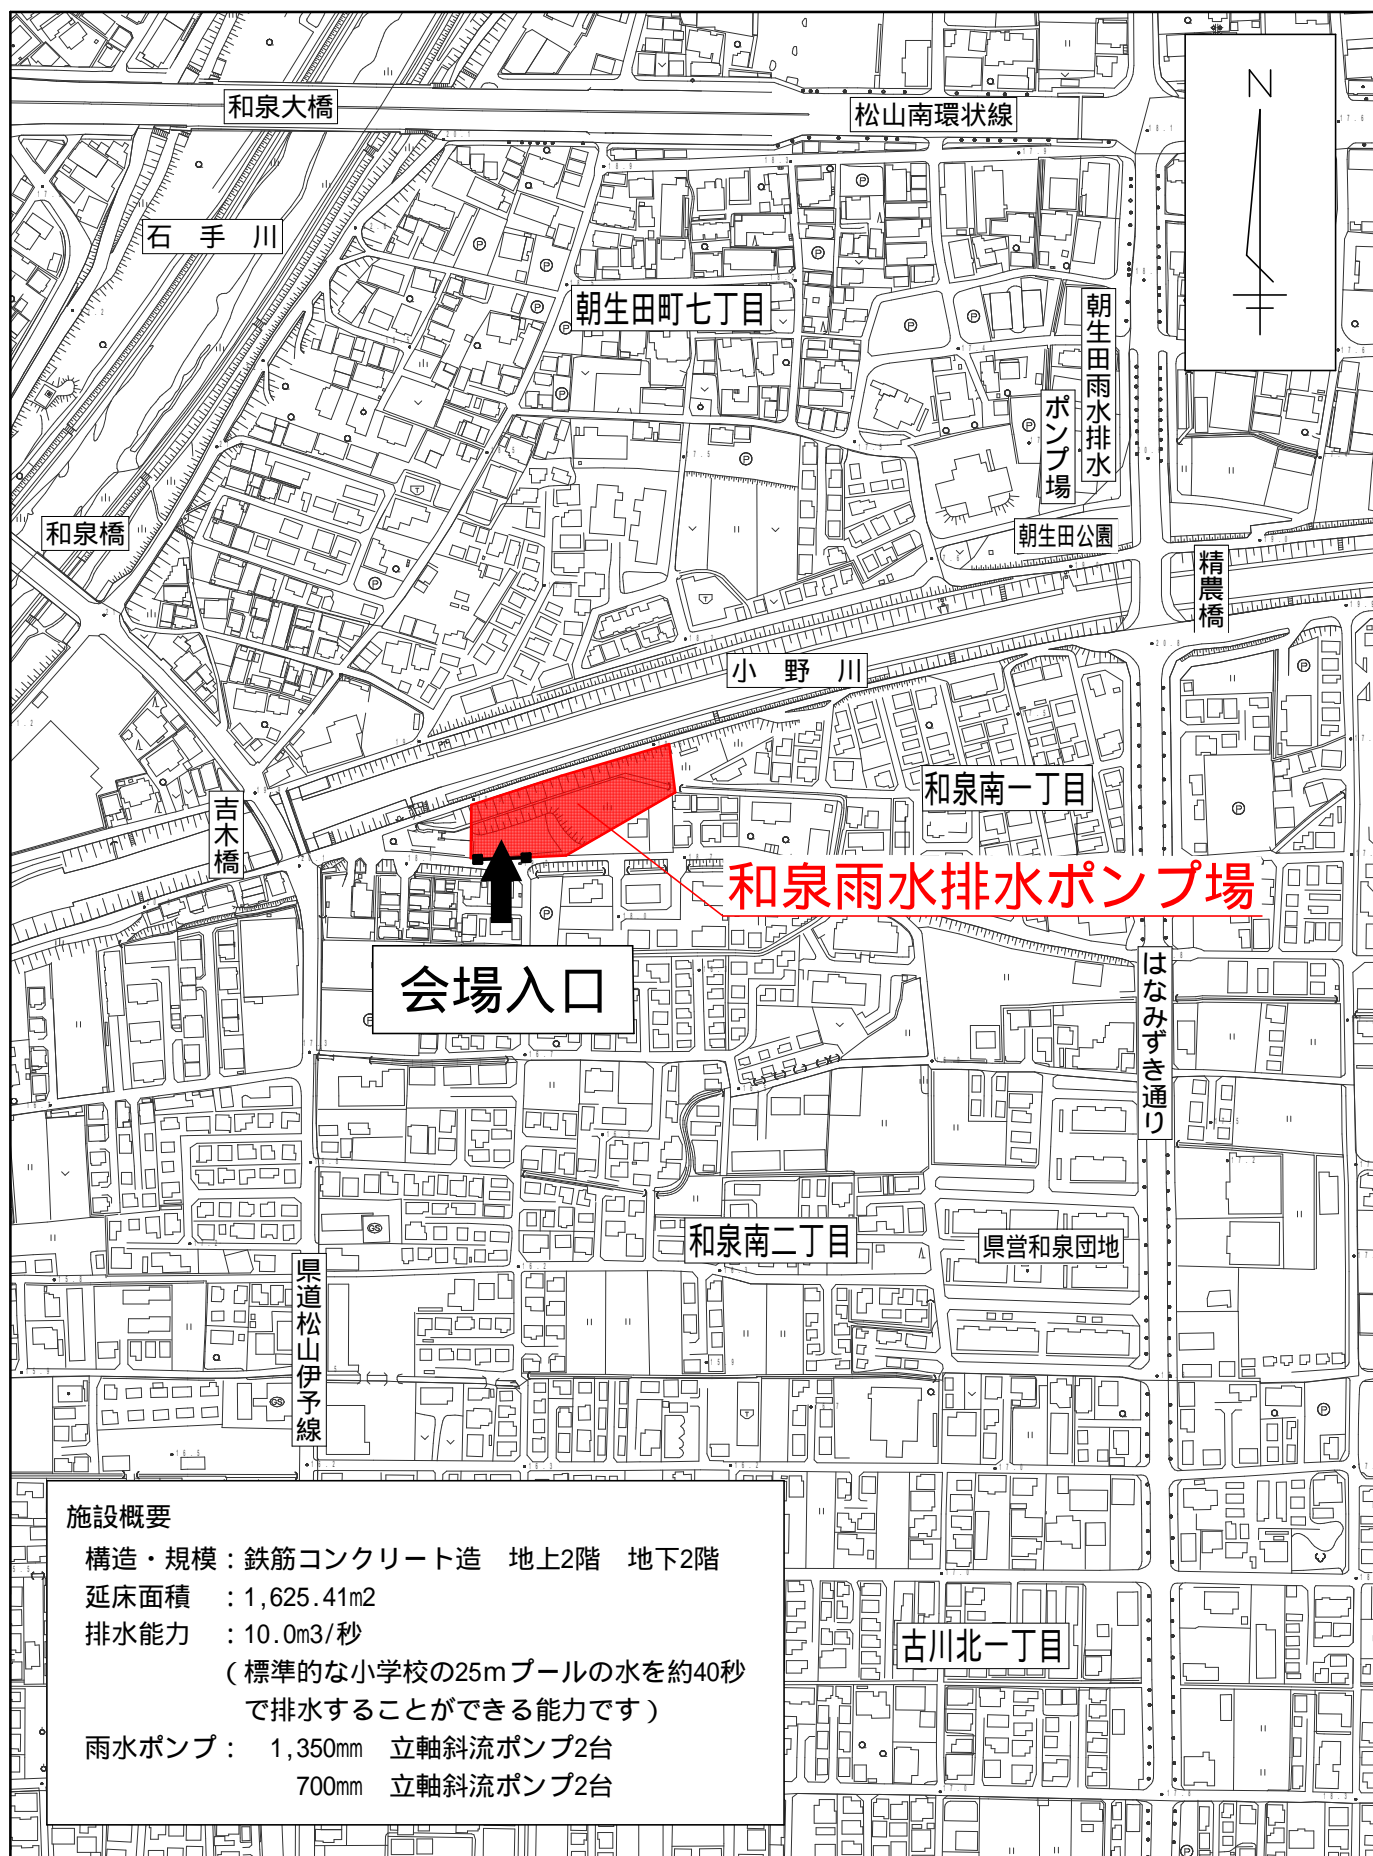 N
和泉大橋
松山南環状線
石手川
朝生田町七丁目
朝生田雨水排水
ポンプ場
和泉橋
朝生田公園
精農橋
小野川
吉木橋
和泉南一丁目
和泉雨水排水ポンプ場
会場入口
はなみずき通り
和泉南二丁目
県営和泉団地
県道松山伊予線
古川北一丁目
施設概要
構造・規模：鉄筋コンクリート造　地上2階　地下2階
延床面積　：1,625.41m2
排水能力　：10.0m3/秒
（標準的な小学校の25mプールの水を約40秒
で排水することができる能力です）
雨水ポンプ：　1,350mm　立軸斜流ポンプ2台
700mm　立軸斜流ポンプ2台